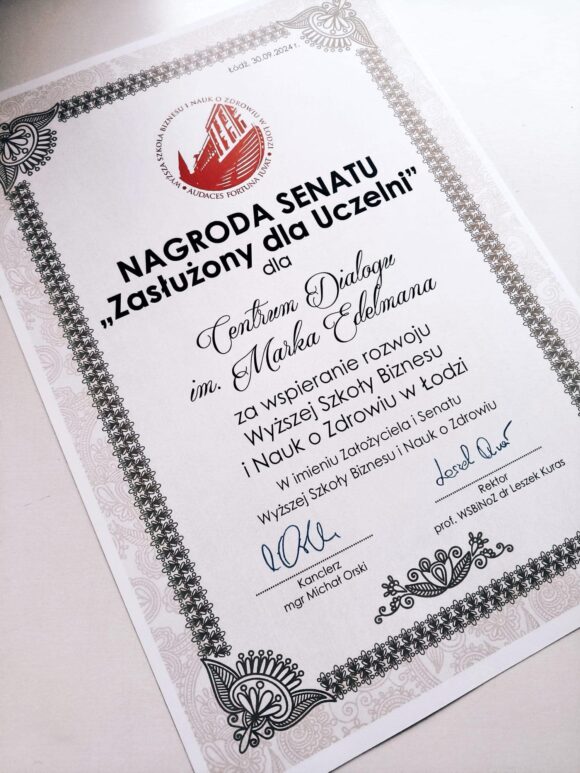 Łódź, 30.09.2024 r.
WYŻSZA SZKOŁA BIZNESU I NAUK O ZDROWIU W ŁODZI
• AUDACES FORTUNA IUVAT •
NAGRODA SENATU
„Zasłużony dla Uczelni”
dla
Centrum Dialogu
im. Marka Edelmana
za wspieranie rozwoju
Wyższej Szkoły Biznesu
i Nauk o Zdrowiu w Łodzi
W imieniu Założyciela i Senatu
Wyższej Szkoły Biznesu i Nauk o Zdrowiu
Kanclerz
mgr Michał Orski
Rektor
prof. WSBiNoZ dr Leszek Kuras